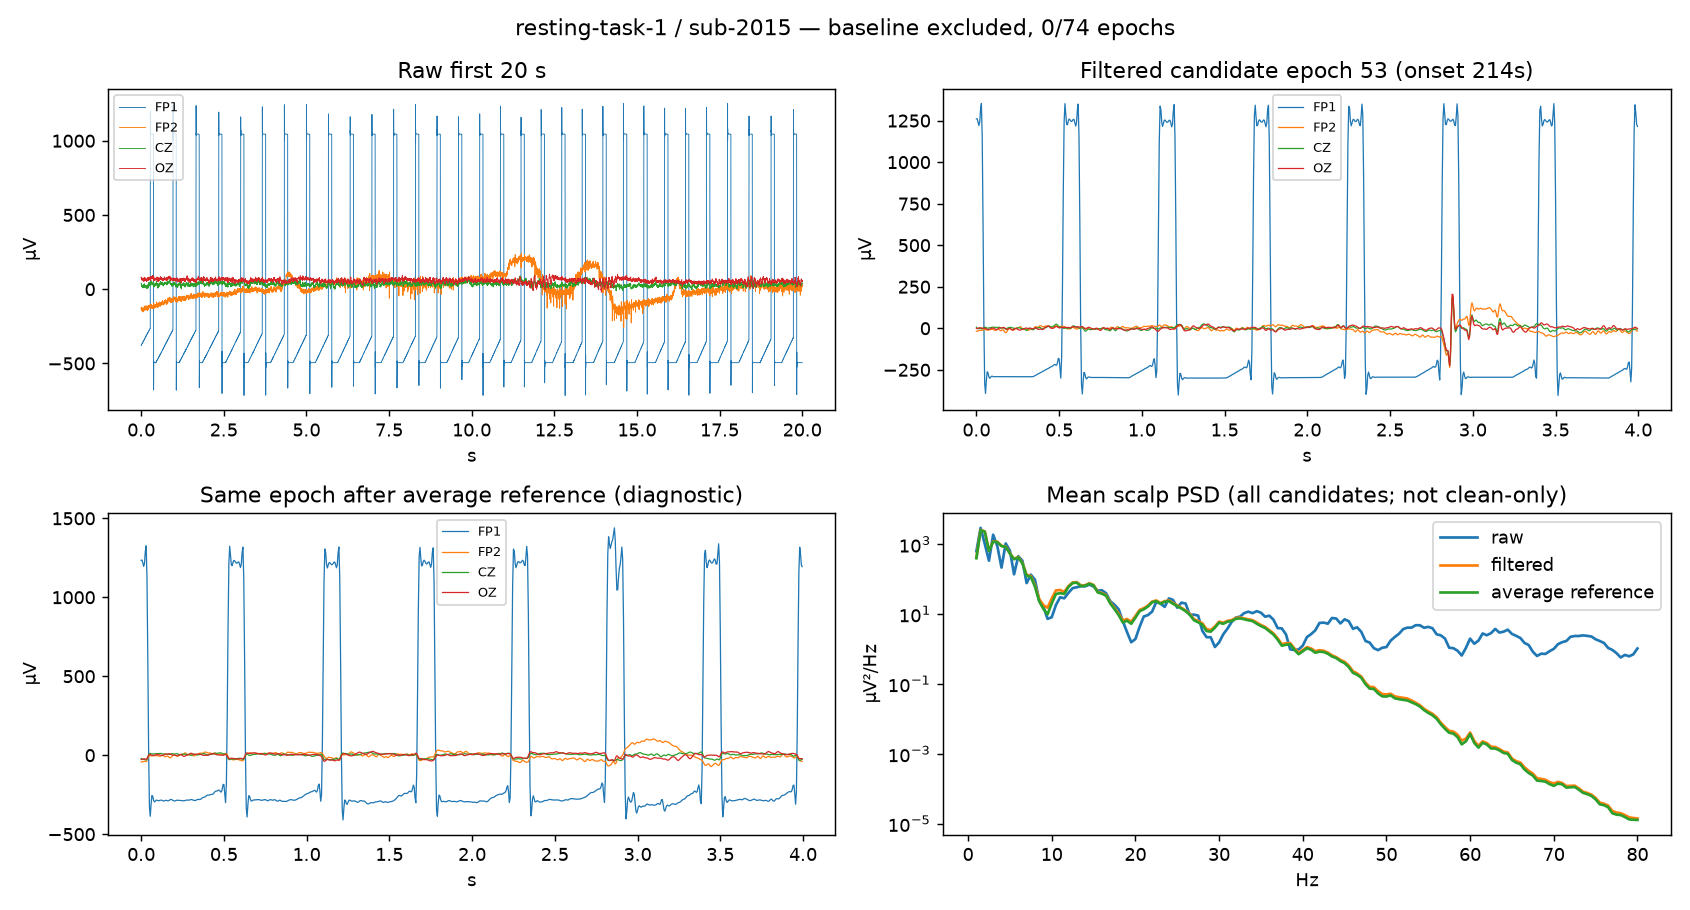 resting-task-1 / sub-2015 — baseline excluded, 0/74 epochs
Raw first 20 s
FP1
FP2
CZ
OZ
1000
500
0
−500
µV
0.0 2.5 5.0 7.5 10.0 12.5 15.0 17.5 20.0
s
Filtered candidate epoch 53 (onset 214s)
FP1
FP2
CZ
OZ
1250
1000
750
500
250
0
−250
µV
0.0 0.5 1.0 1.5 2.0 2.5 3.0 3.5 4.0
s
Same epoch after average reference (diagnostic)
FP1
FP2
CZ
OZ
1500
1000
500
0
−500
µV
0.0 0.5 1.0 1.5 2.0 2.5 3.0 3.5 4.0
s
Mean scalp PSD (all candidates; not clean-only)
raw
filtered
average reference
10³
10¹
10⁻¹
10⁻³
10⁻⁵
µV²/Hz
0 10 20 30 40 50 60 70 80
Hz